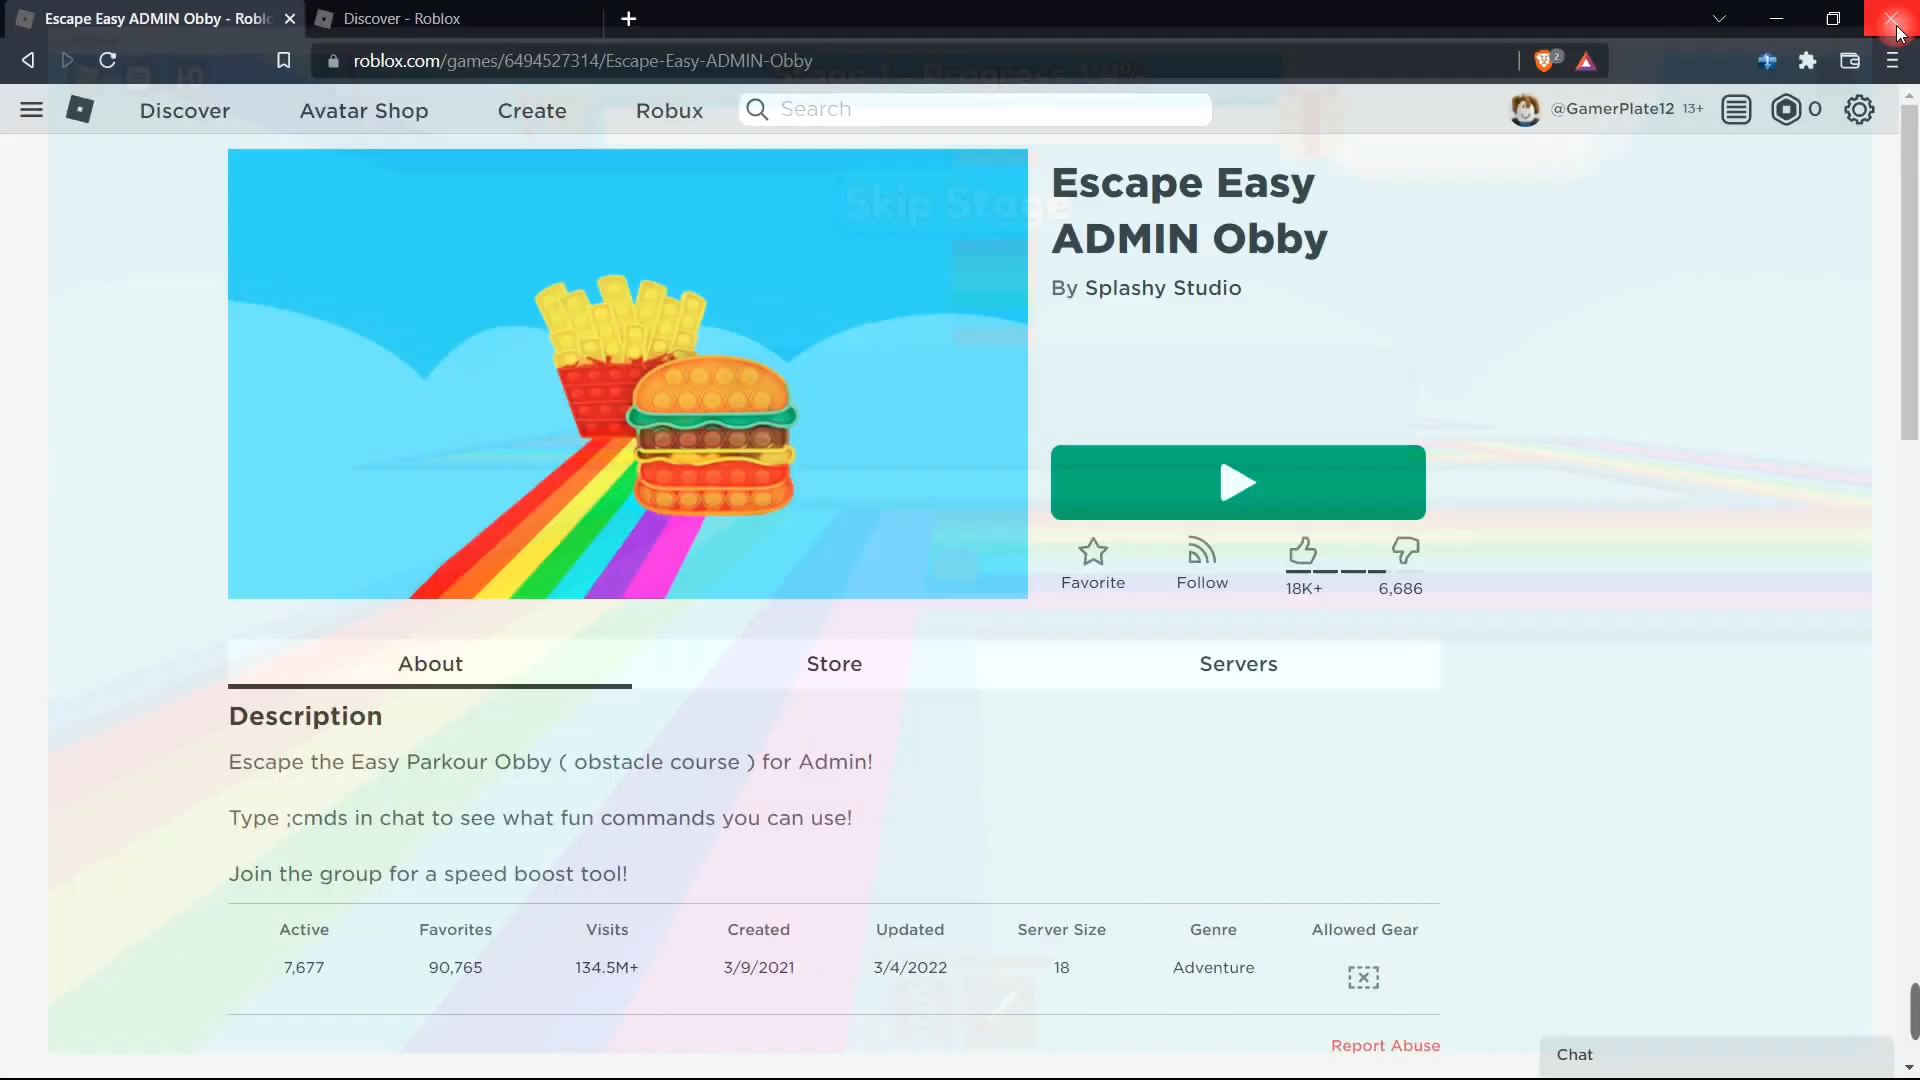 Escape Easy ADMIN Obby - Robl
Discover - Roblox
roblox.com/games/6494527314/Escape-Easy-ADMIN-Obby
2
Discover
Avatar Shop
Create
Robux
Search
@GamerPlate12 13+
0
Skip Stage
Escape Easy
ADMIN Obby
By Splashy Studio
Favorite
Follow
18K+
6,686
About
Store
Servers
Description
Escape the Easy Parkour Obby ( obstacle course ) for Admin!
Type ;cmds in chat to see what fun commands you can use!
Join the group for a speed boost tool!
Active
Favorites
Visits
Created
Updated
Server Size
Genre
Allowed Gear
7,677
90,765
134.5M+
3/9/2021
3/4/2022
18
Adventure
Report Abuse
Chat